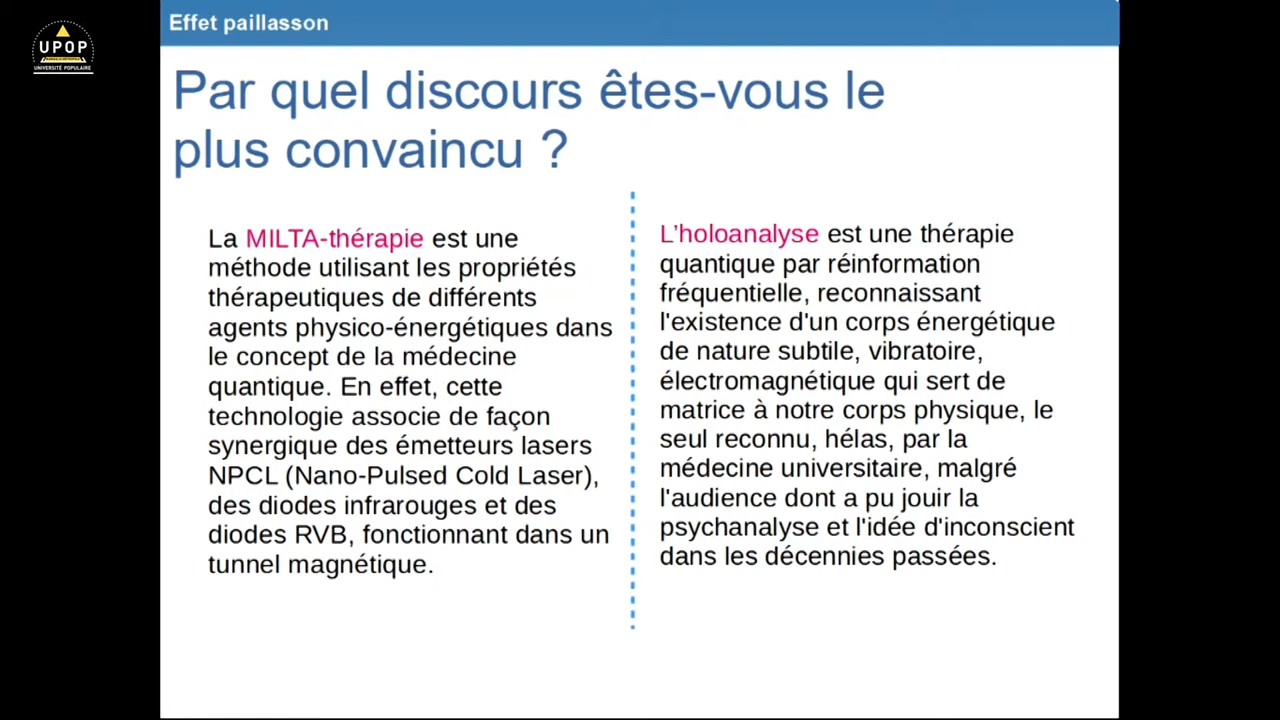 UPOP
UNIVERSITÉ POPULAIRE
Effet paillasson
Par quel discours êtes-vous le
plus convaincu ?
La MILTA-thérapie est une
méthode utilisant les propriétés
thérapeutiques de différents
agents physico-énergétiques dans
le concept de la médecine
quantique. En effet, cette
technologie associe de façon
synergique des émetteurs lasers
NPCL (Nano-Pulsed Cold Laser),
des diodes infrarouges et des
diodes RVB, fonctionnant dans un
tunnel magnétique.
L'holoanalyse est une thérapie
quantique par réinformation
fréquentielle, reconnaissant
l'existence d'un corps énergétique
de nature subtile, vibratoire,
électromagnétique qui sert de
matrice à notre corps physique, le
seul reconnu, hélas, par la
médecine universitaire, malgré
l'audience dont a pu jouir la
psychanalyse et l'idée d'inconscient
dans les décennies passées.